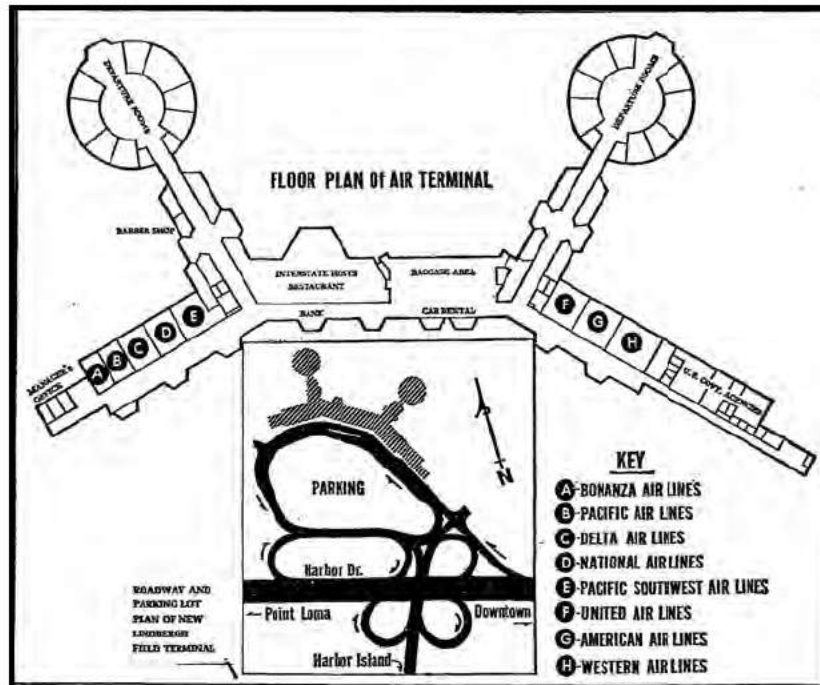 DEPARTURE ROOMS
DEPARTURE ROOMS
FLOOR PLAN of AIR TERMINAL
BARBER SHOP
INTERSTATE HOSTS
RESTAURANT
BAGGAGE AREA
BANK
CAR RENTAL
MANAGER'S
OFFICE
A
B
C
D
E
F
G
H
U.S. GOVT. AGENCIES
N
PARKING
Harbor Dr.
Point Loma
Downtown
Harbor Island
ROADWAY AND
PARKING LOT
PLAN OF NEW
LINDBERGH
FIELD TERMINAL
KEY
A-BONANZA AIR LINES
B-PACIFIC AIR LINES
C-DELTA AIR LINES
D-NATIONAL AIRLINES
E-PACIFIC SOUTHWEST AIR LINES
F-UNITED AIR LINES
G-AMERICAN AIR LINES
H-WESTERN AIR LINES